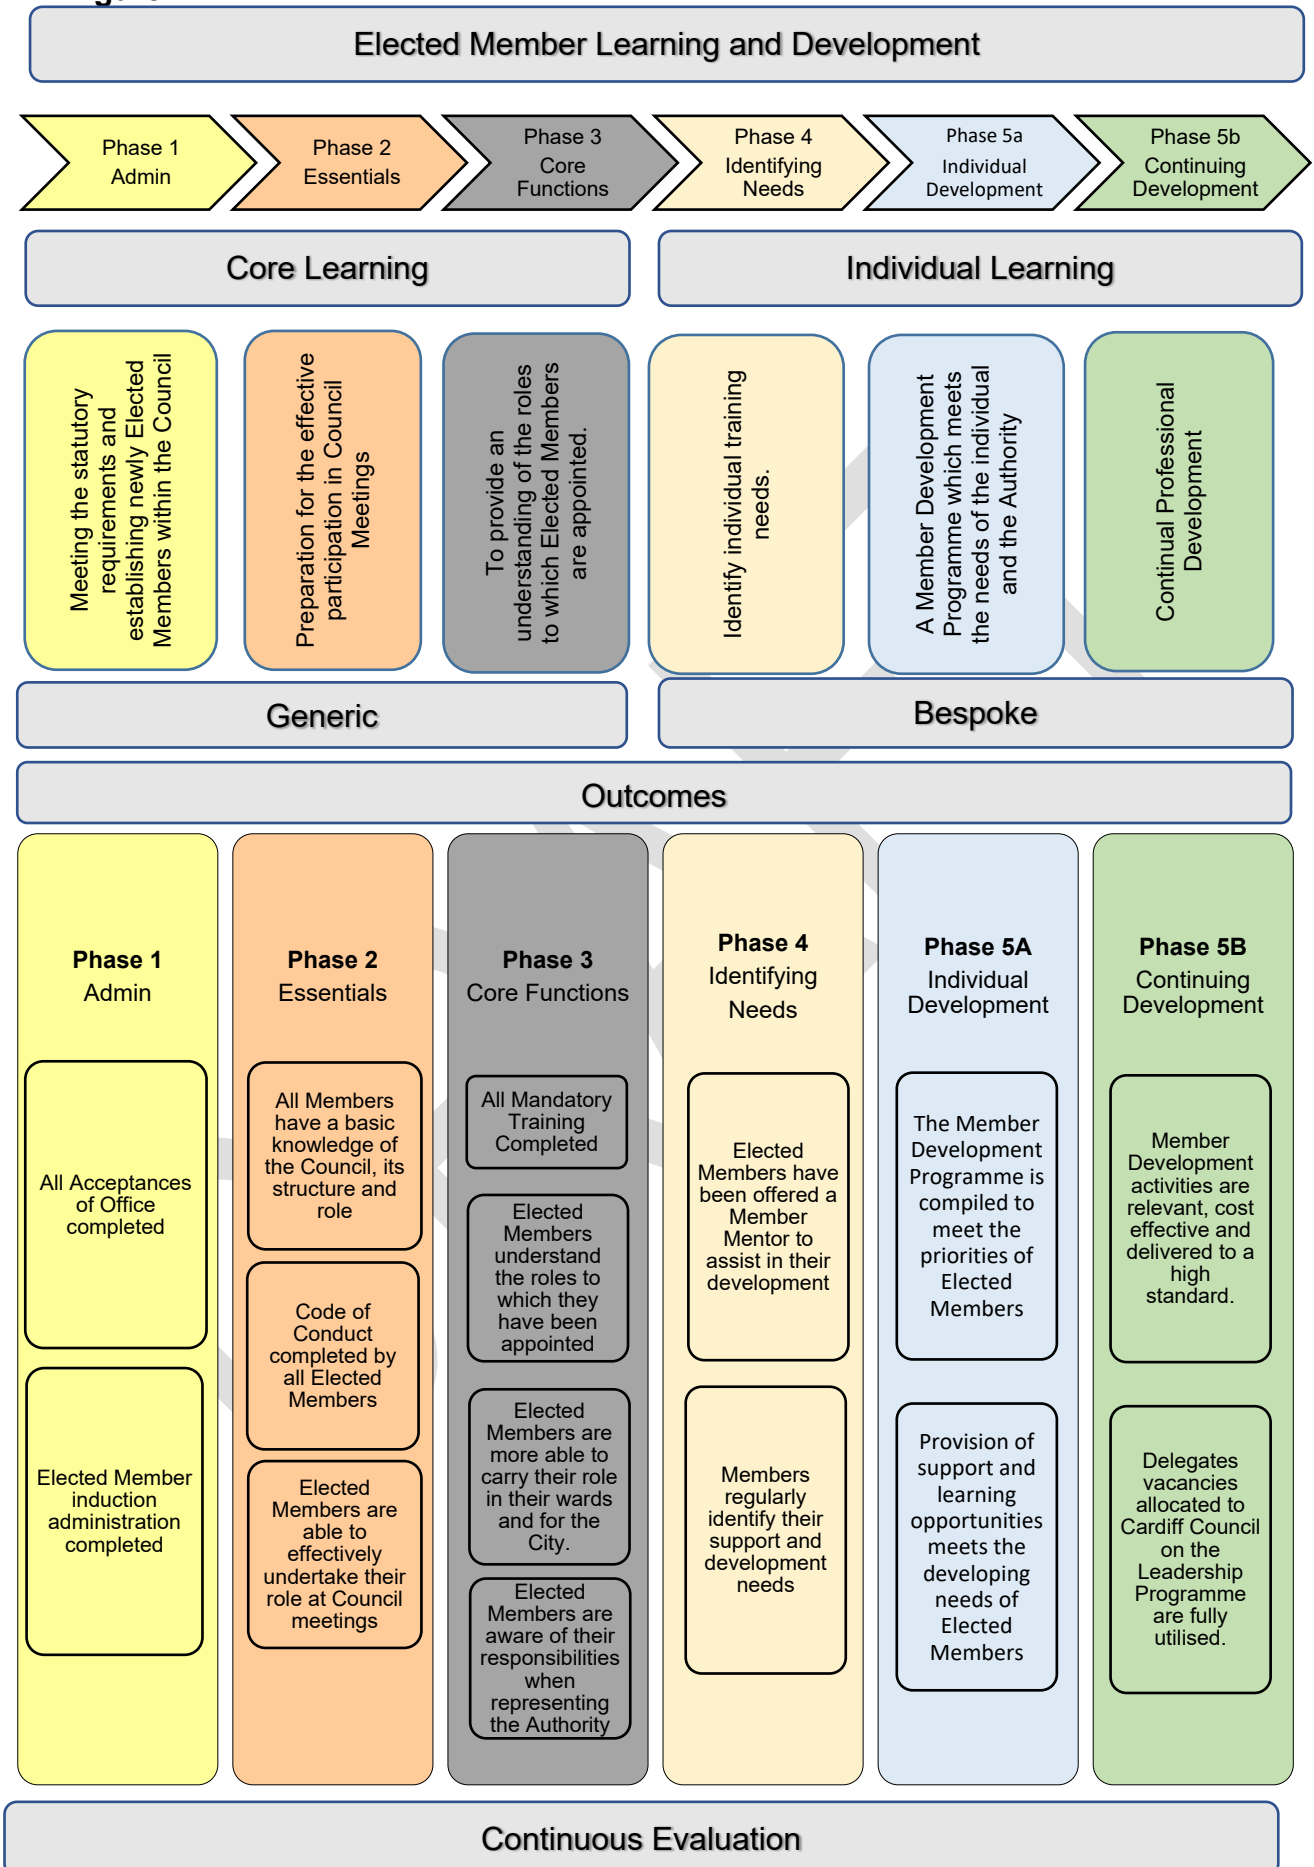 Elected Member Learning and Development
Phase 1
Admin
Phase 2
Essentials
Phase 3
Core
Functions
Phase 4
Identifying
Needs
Phase 5a
Individual
Development
Phase 5b
Continuing
Development
Core Learning
Individual Learning
Meeting the statutory
requirements and
establishing newly Elected
Members within the Council
Preparation for the effective
participation in Council
Meetings
To provide an
understanding of the roles
to which Elected Members
are appointed.
Identify individual training
needs.
A Member Development
Programme which meets
the needs of the individual
and the Authority
Continual Professional
Development
Generic
Bespoke
Outcomes
Phase 1
Admin
All Acceptances
of Office
completed
Elected Member
induction
administration
completed
Phase 2
Essentials
All Members
have a basic
knowledge of
the Council, its
structure and
role
Code of
Conduct
completed by
all Elected
Members
Elected
Members are
able to
effectively
undertake their
role at Council
meetings
Phase 3
Core Functions
All Mandatory
Training
Completed
Elected
Members
understand
the roles to
which they
have been
appointed
Elected
Members are
more able to
carry their role
in their wards
and for the
City.
Elected
Members are
aware of their
responsibilities
when
representing
the Authority
Phase 4
Identifying
Needs
Elected
Members have
been offered a
Member
Mentor to
assist in their
development
Members
regularly
identify their
support and
development
needs
Phase 5A
Individual
Development
The Member
Development
Programme is
compiled to
meet the
priorities of
Elected
Members
Provision of
support and
learning
opportunities
meets the
developing
needs of
Elected
Members
Phase 5B
Continuing
Development
Member
Development
activities are
relevant, cost
effective and
delivered to a
high
standard.
Delegates
vacancies
allocated to
Cardiff Council
on the
Leadership
Programme
are fully
utilised.
Continuous Evaluation